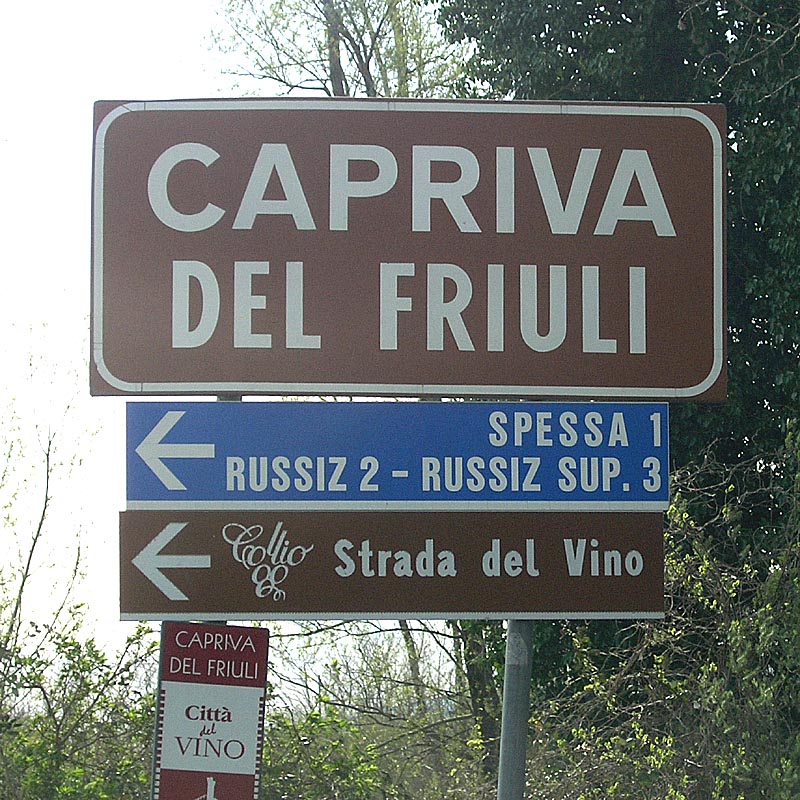 CAPRIVA
DEL FRIULI
SPESSA 1
RUSSIZ 2 - RUSSIZ SUP. 3
Collio Strada del Vino
CAPRIVA
DEL FRIULI
Città
del
VINO